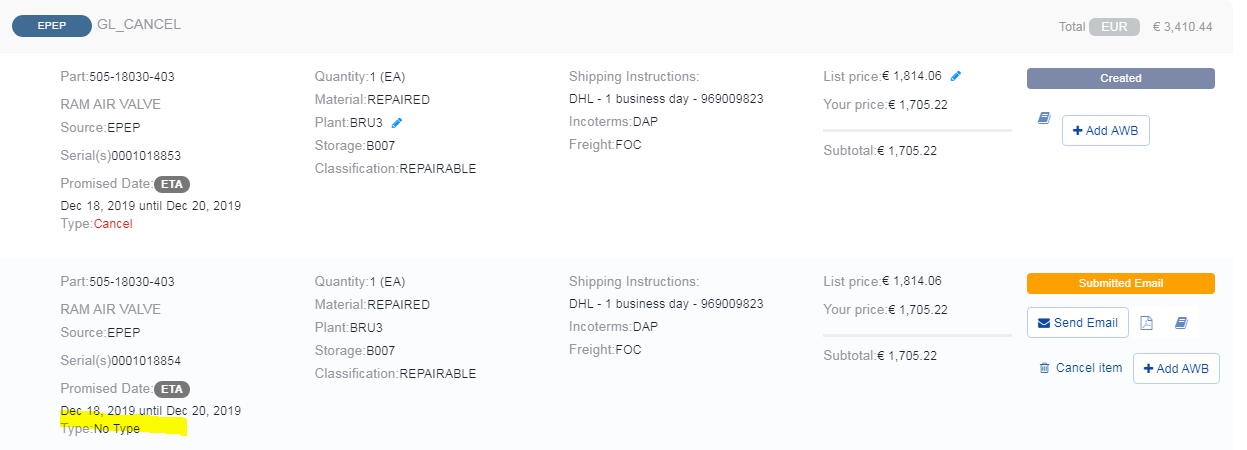 EPEP GL_CANCEL Total EUR € 3,410.44
Part:505-18030-403
RAM AIR VALVE
Source:EPEP
Serial(s)0001018853
Promised Date:ETA
Dec 18, 2019 until Dec 20, 2019
Type:Cancel
Quantity:1 (EA)
Material:REPAIRED
Plant:BRU3
Storage:B007
Classification:REPAIRABLE
Shipping Instructions:
DHL - 1 business day - 969009823
Incoterms:DAP
Freight:FOC
List price:€ 1,814.06
Your price:€ 1,705.22
Subtotal:€ 1,705.22
Created
+ Add AWB
Part:505-18030-403
RAM AIR VALVE
Source:EPEP
Serial(s)0001018854
Promised Date:ETA
Dec 18, 2019 until Dec 20, 2019
Type:No Type
Quantity:1 (EA)
Material:REPAIRED
Plant:BRU3
Storage:B007
Classification:REPAIRABLE
Shipping Instructions:
DHL - 1 business day - 969009823
Incoterms:DAP
Freight:FOC
List price:€ 1,814.06
Your price:€ 1,705.22
Subtotal:€ 1,705.22
Submitted Email
Send Email
Cancel item + Add AWB